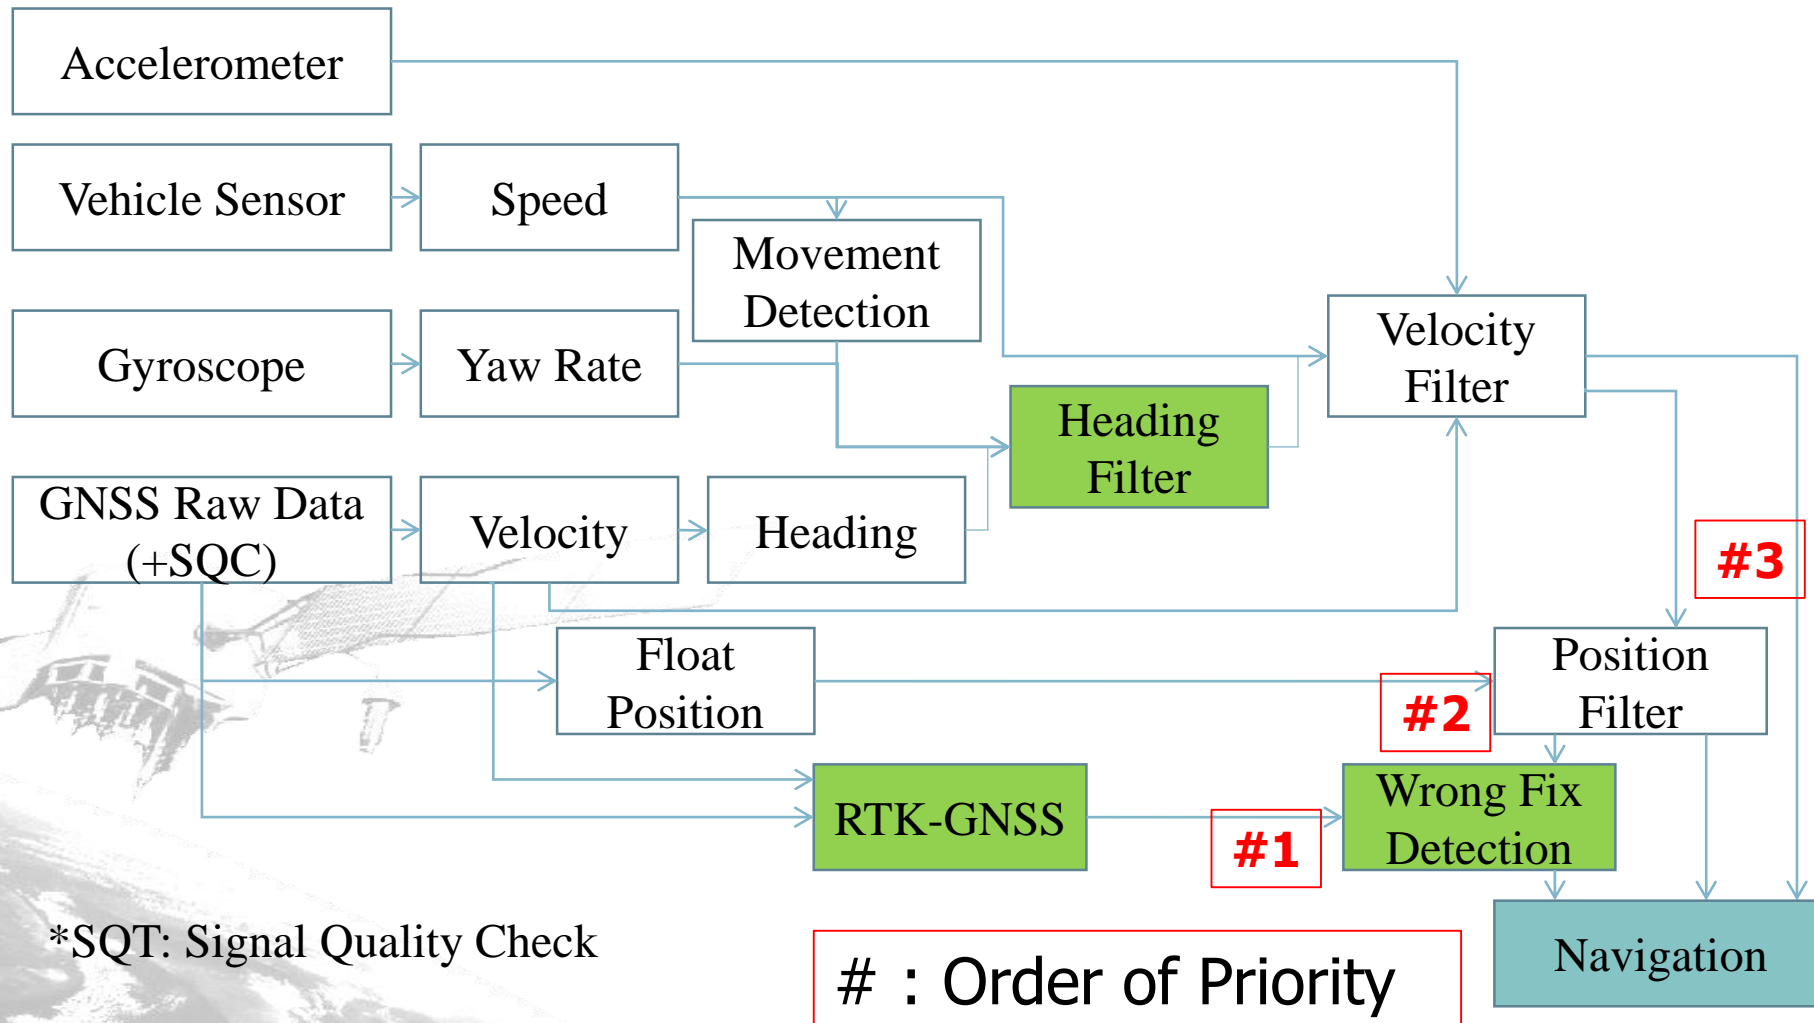 Accelerometer
Vehicle Sensor
Speed
Movement
Detection
Gyroscope
Yaw Rate
Velocity
Filter
Heading
Filter
GNSS Raw Data
(+SQC)
Velocity
Heading
#3
Float
Position
Position
Filter
#2
RTK-GNSS
Wrong Fix
Detection
#1
*SQT: Signal Quality Check
# : Order of Priority
Navigation